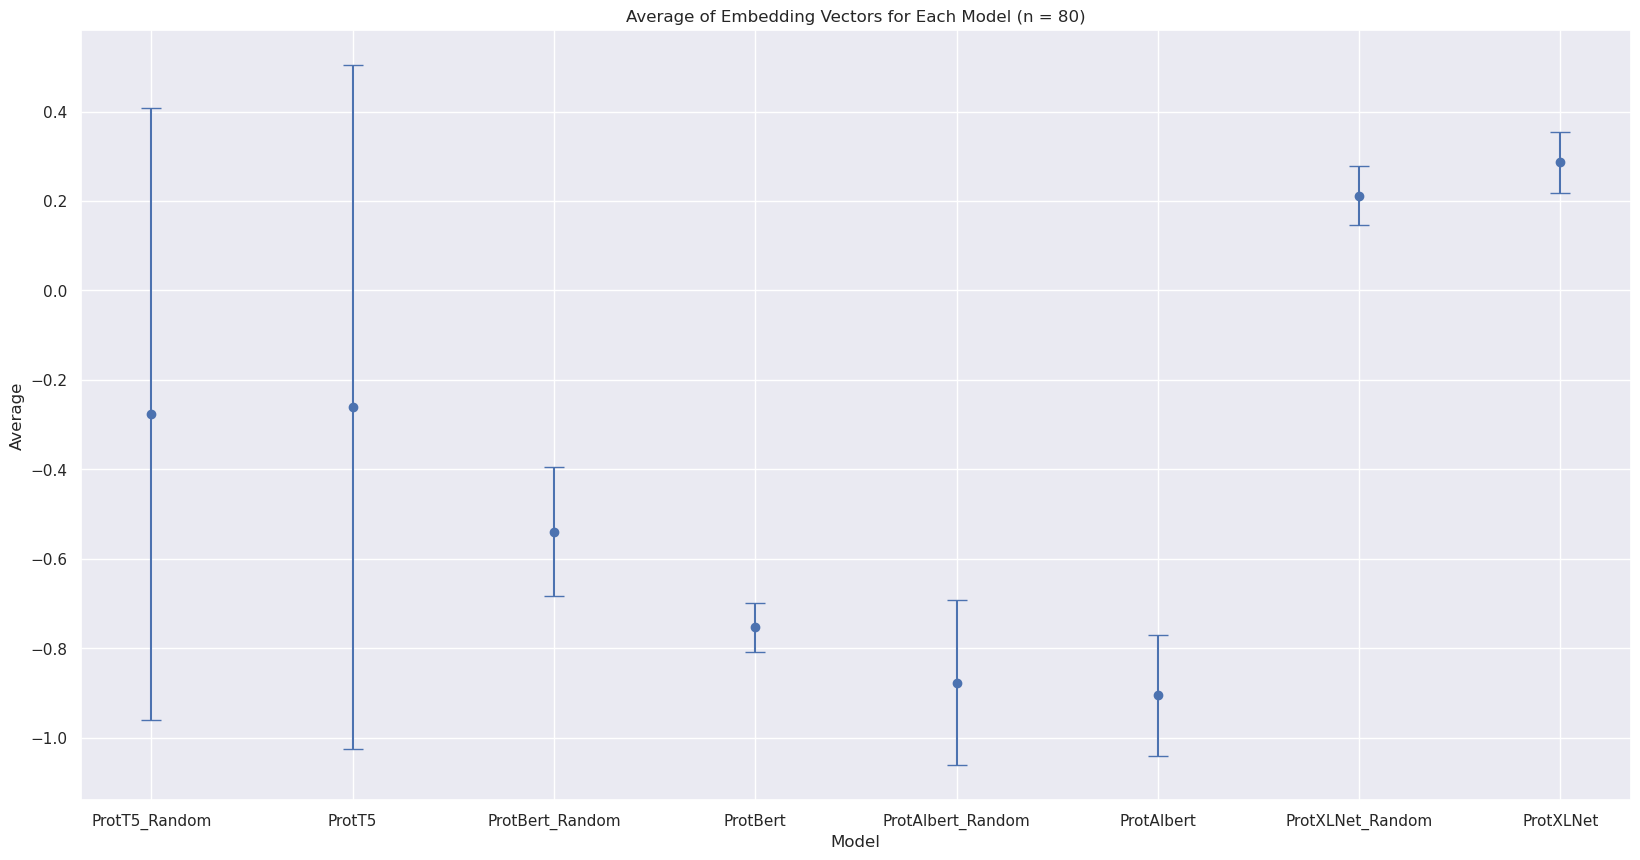 Average of Embedding Vectors for Each Model (n = 80)
Average
0.4
0.2
0.0
−0.2
−0.4
−0.6
−0.8
−1.0
ProtT5_Random
ProtT5
ProtBert_Random
ProtBert
ProtAlbert_Random
ProtAlbert
ProtXLNet_Random
ProtXLNet
Model